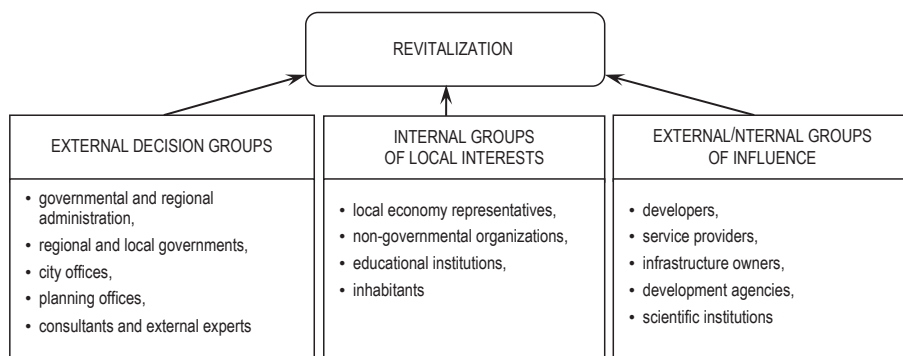 REVITALIZATION
EXTERNAL DECISION GROUPS
• governmental and regional
administration,
• regional and local governments,
• city offices,
• planning offices,
• consultants and external experts
INTERNAL GROUPS
OF LOCAL INTERESTS
• local economy representatives,
• non-governmental organizations,
• educational institutions,
• inhabitants
EXTERNAL/NTERNAL GROUPS
OF INFLUENCE
• developers,
• service providers,
• infrastructure owners,
• development agencies,
• scientific institutions